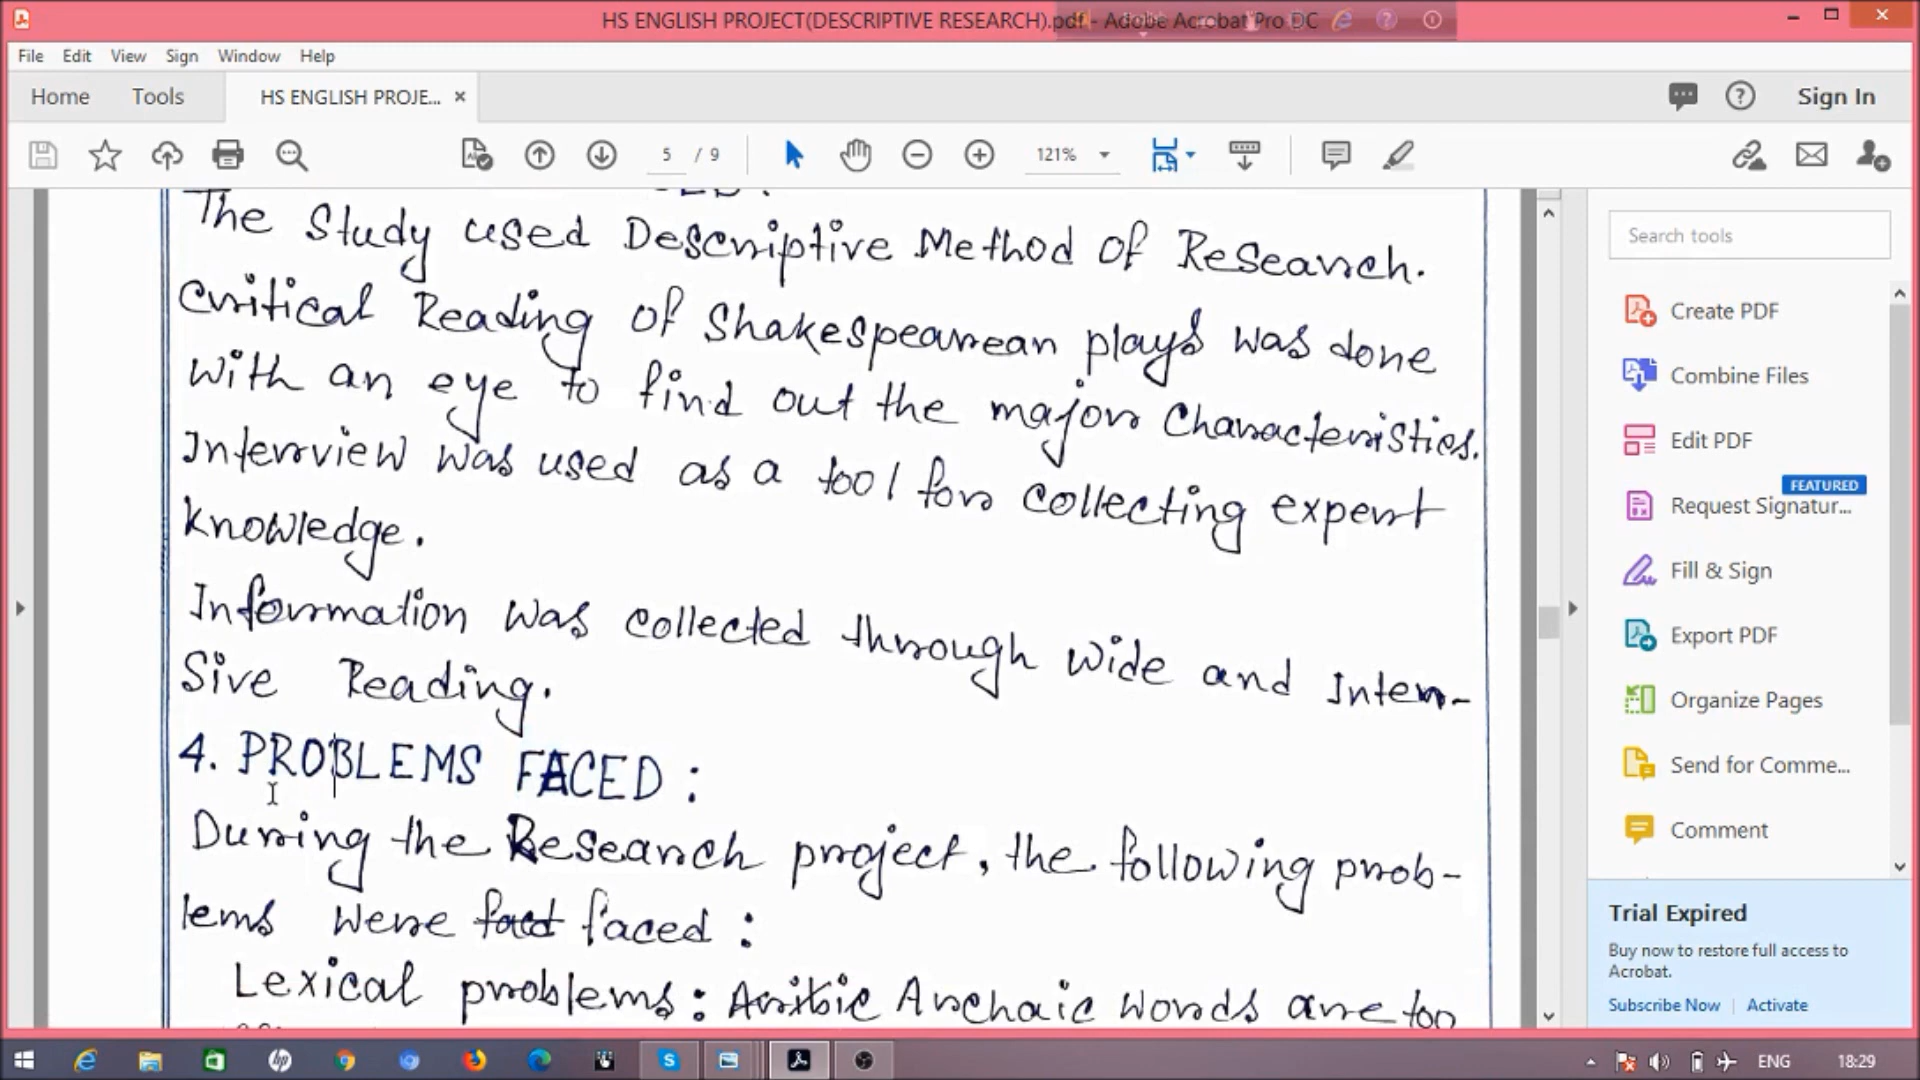 HS ENGLISH PROJECT(DESCRIPTIVE RESEARCH).pdf - Adobe Acrobat Pro DC
File Edit View Sign Window Help
Home Tools HS ENGLISH PROJE... × Sign In
5 / 9 121%
The Study used Descriptive Method of Research.
Critical Reading of Shakespearean plays was done
with an eye to find out the major Characteristics.
Interview was used as a tool for collecting expert
knowledge.
Information was collected through wide and Inten-
sive Reading.
4. PROBLEMS FACED :
During the Research project, the following prob-
lems were faced :
Lexical problems : Archaic words are too
Search tools
Create PDF
Combine Files
Edit PDF
FEATURED
Request Signatur...
Fill & Sign
Export PDF
Organize Pages
Send for Comme...
Comment
Trial Expired
Buy now to restore full access to
Acrobat.
Subscribe Now Activate
ENG 18:29